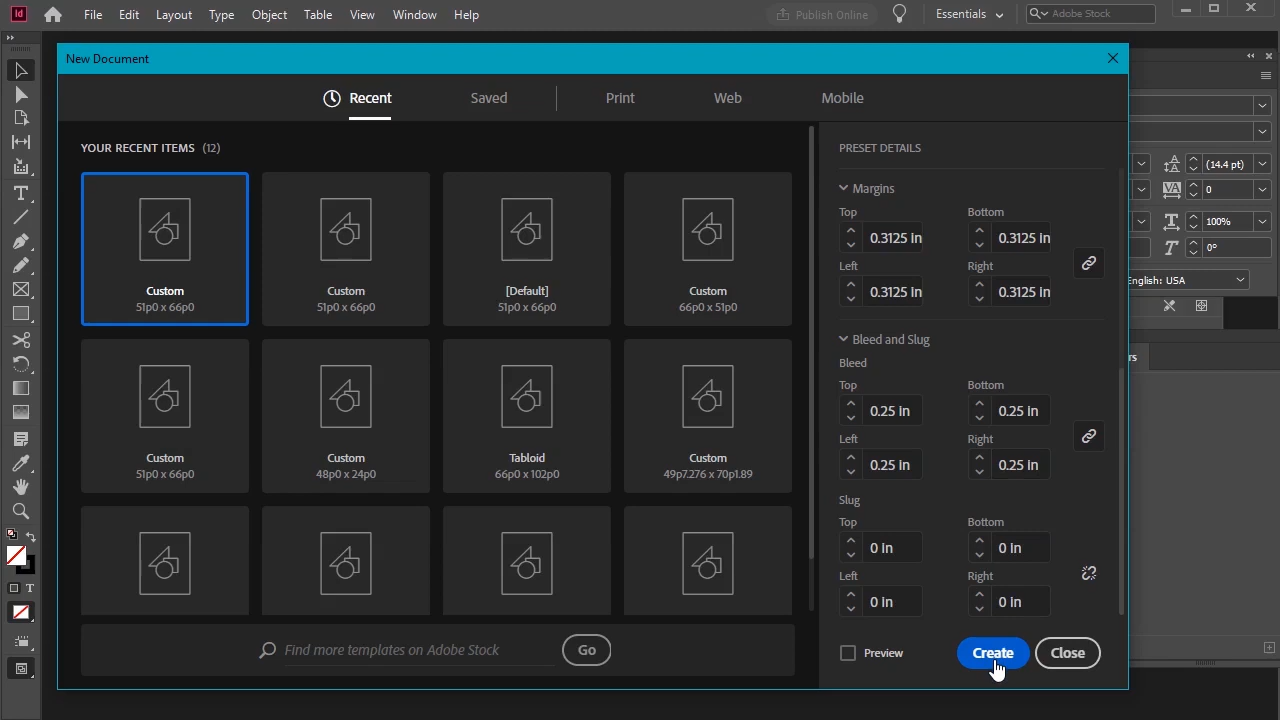 Id File Edit Layout Type Object Table View Window Help Publish Online Essentials Adobe Stock
New Document
Recent Saved Print Web Mobile
YOUR RECENT ITEMS (12)
Custom
51p0 x 66p0
Custom
51p0 x 66p0
[Default]
51p0 x 66p0
Custom
66p0 x 51p0
Custom
51p0 x 66p0
Custom
48p0 x 24p0
Tabloid
66p0 x 102p0
Custom
49p7.276 x 70p1.89
Find more templates on Adobe Stock Go
PRESET DETAILS
Margins
Top Bottom
0.3125 in 0.3125 in
Left Right
0.3125 in 0.3125 in
Bleed and Slug
Bleed
Top Bottom
0.25 in 0.25 in
Left Right
0.25 in 0.25 in
Slug
Top Bottom
0 in 0 in
Left Right
0 in 0 in
Preview Create Close
(14.4 pt)
0
100%
0°
English: USA
T
T